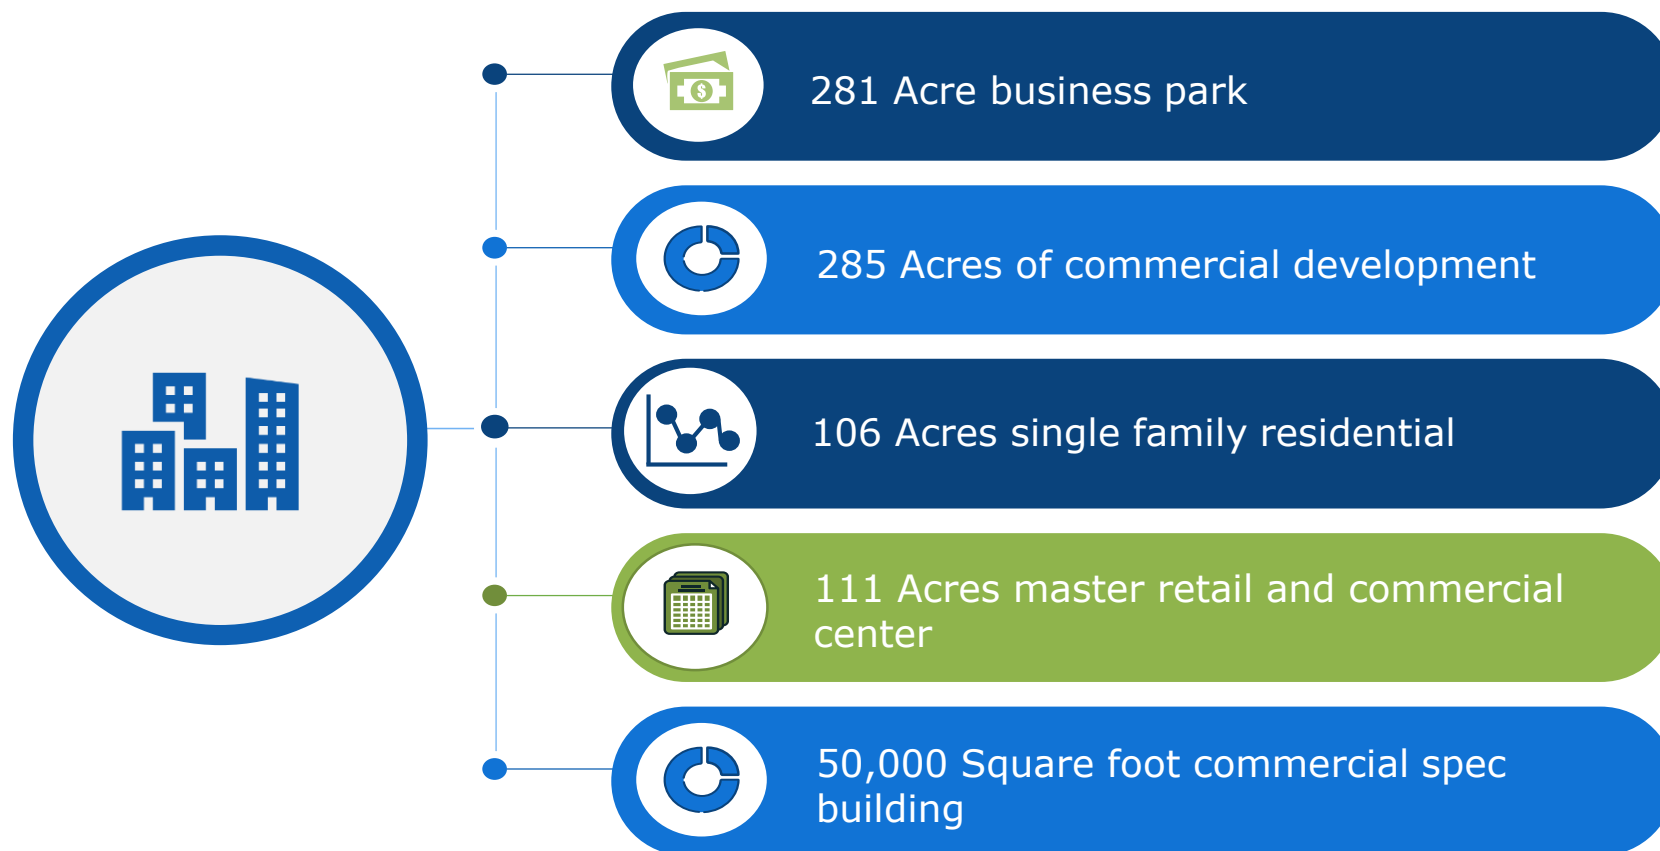 281 Acre business park
285 Acres of commercial development
106 Acres single family residential
111 Acres master retail and commercial
center
50,000 Square foot commercial spec
building